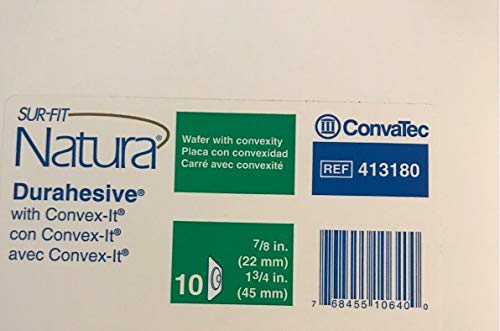 SUR-FIT
Natura®
Durahesive®
with Convex-It®
con Convex-It®
avec Convex-It®
Wafer with convexity
Placa con convexidad
Carré avec convexité
10
7/8 in.
(22 mm)
1 3/4 in.
(45 mm)
ConvaTec
REF 413180
7 68455 10640 0